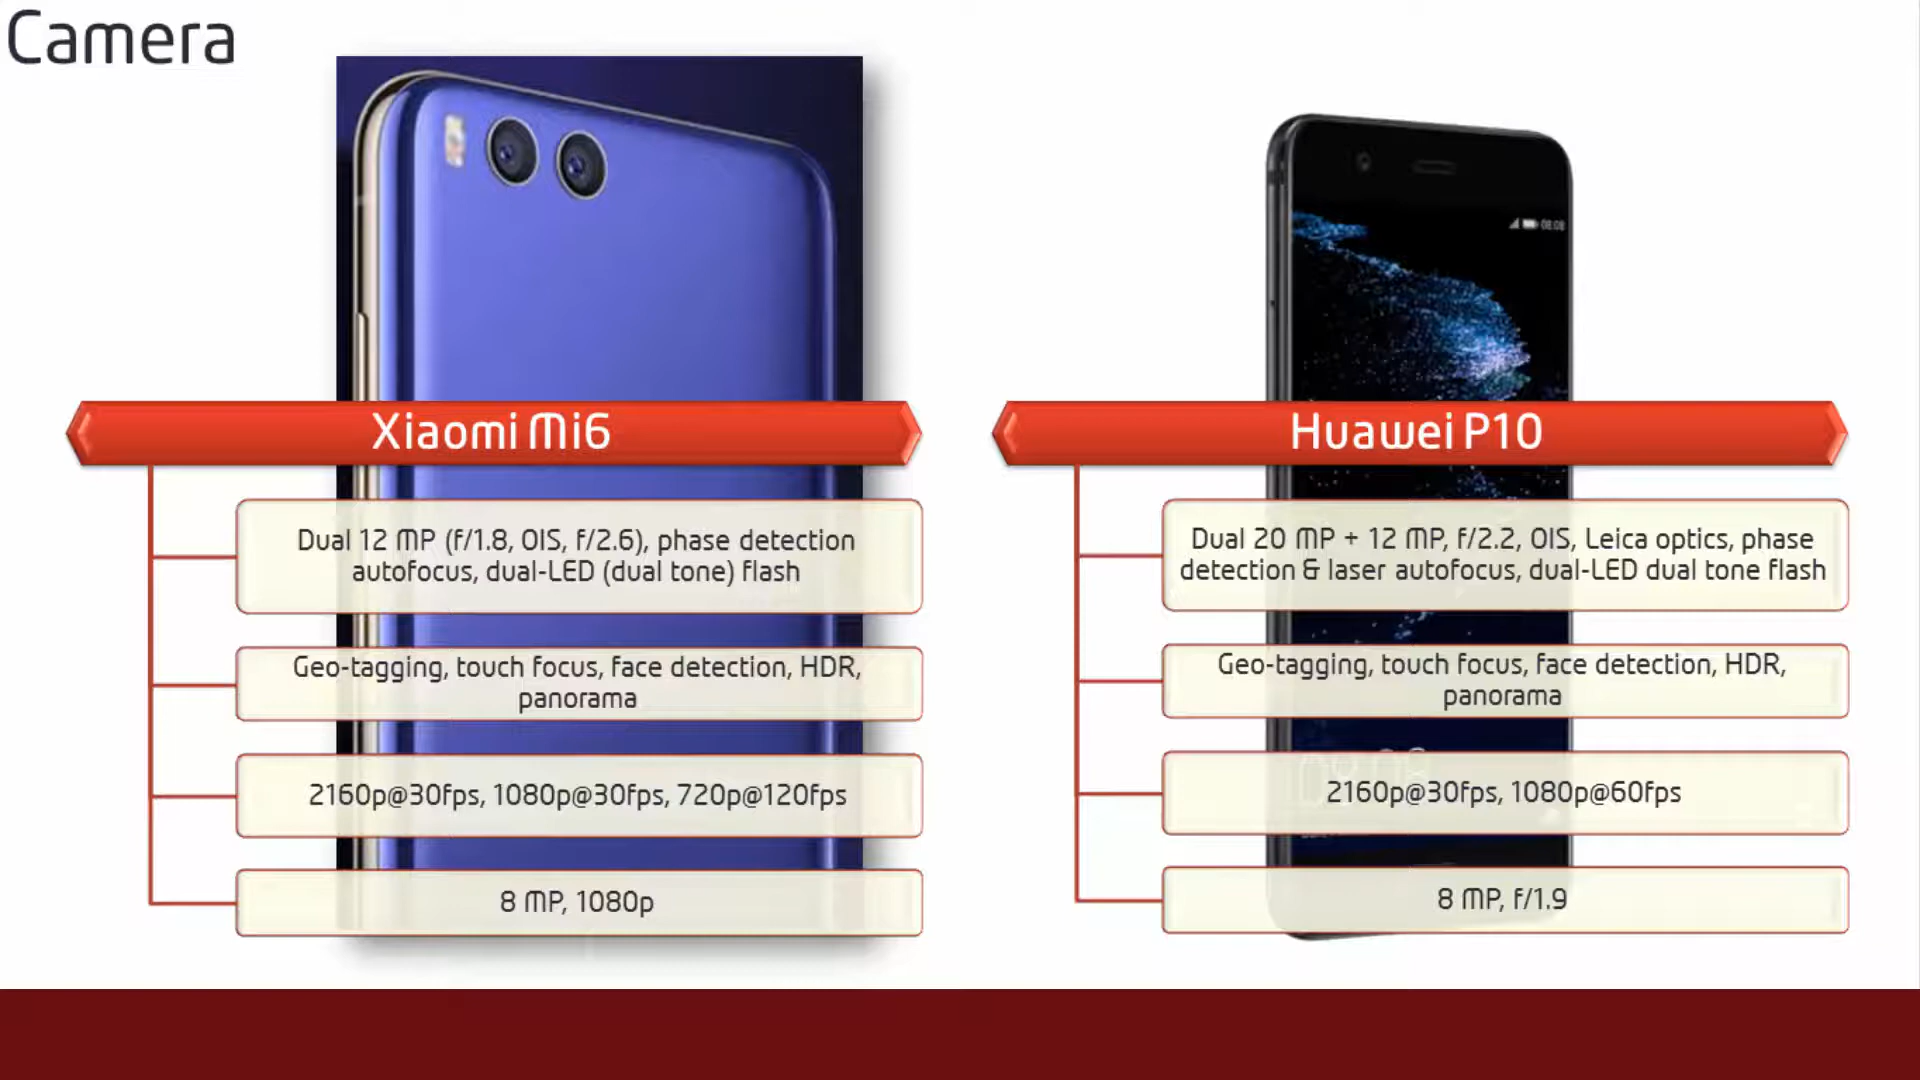 Camera
Xiaomi Mi6
Dual 12 MP (f/1.8, OIS, f/2.6), phase detection
autofocus, dual-LED (dual tone) flash
Geo-tagging, touch focus, face detection, HDR,
panorama
2160p@30fps, 1080p@30fps, 720p@120fps
8 MP, 1080p
08:08
Huawei P10
Dual 20 MP + 12 MP, f/2.2, OIS, Leica optics, phase
detection & laser autofocus, dual-LED dual tone flash
Geo-tagging, touch focus, face detection, HDR,
panorama
2160p@30fps, 1080p@60fps
8 MP, f/1.9